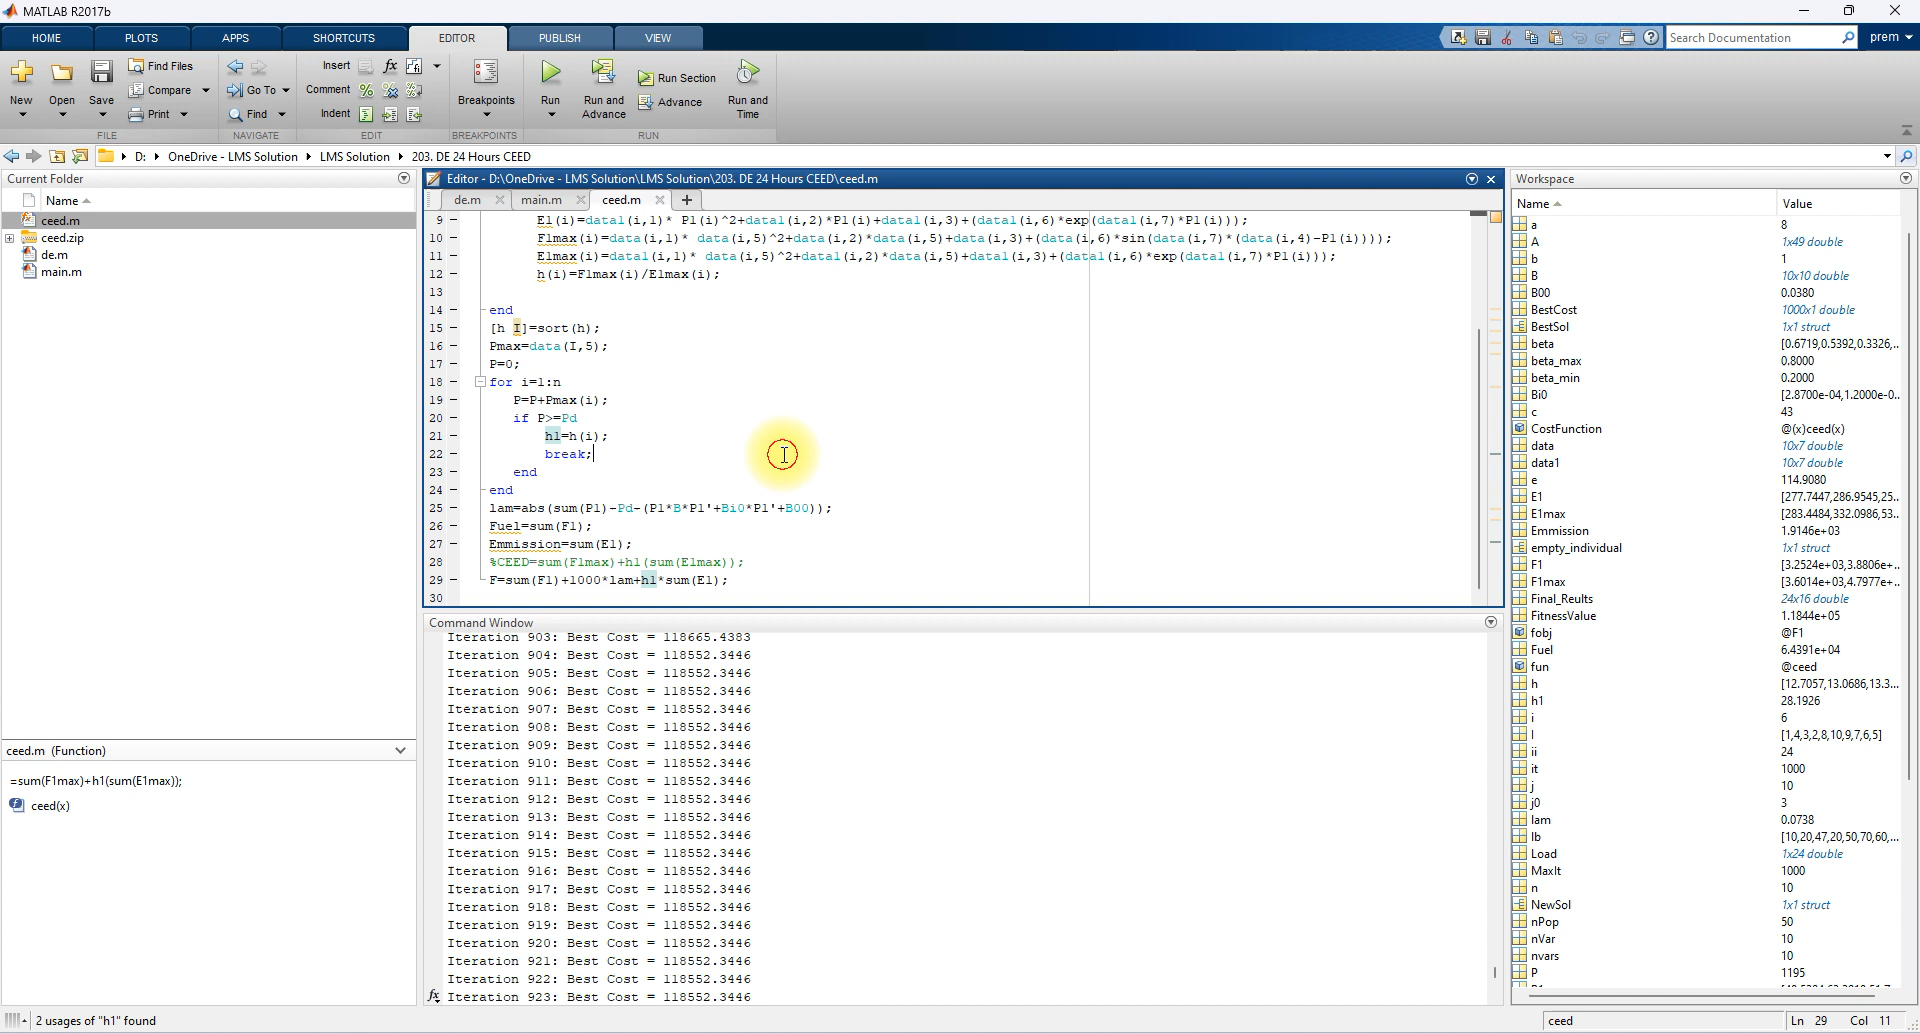 MATLAB R2017b
HOME PLOTS APPS SHORTCUTS EDITOR PUBLISH VIEW Search Documentation prem
New Open Save Find Files Compare Print Go To Find Insert fx Comment Indent Breakpoints Run Run and Advance Run Section Advance Run and Time
FILE NAVIGATE EDIT BREAKPOINTS RUN
D: OneDrive - LMS Solution LMS Solution 203. DE 24 Hours CEED
Current Folder
Name
ceed.m
ceed.zip
de.m
main.m
ceed.m (Function)
=sum(F1max)+h1(sum(E1max));
ceed(x)
Editor - D:\OneDrive - LMS Solution\LMS Solution\203. DE 24 Hours CEED\ceed.m
de.m main.m ceed.m
9 E1(i)=data1(i,1)* P1(i)^2+data1(i,2)*P1(i)+data1(i,3)+(data1(i,6)*exp(data1(i,7)*P1(i)));
10 F1max(i)=data(i,1)* data(i,5)^2+data(i,2)*data(i,5)+data(i,3)+(data(i,6)*sin(data(i,7)*(data(i,4)-P1(i))));
11 E1max(i)=data1(i,1)* data(i,5)^2+data1(i,2)*data(i,5)+data1(i,3)+(data1(i,6)*exp(data1(i,7)*P1(i)));
12 h(i)=F1max(i)/E1max(i);
13
14 end
15 [h I]=sort(h);
16 Pmax=data(I,5);
17 P=0;
18 for i=1:n
19 P=P+Pmax(i);
20 if P>=Pd
21 h1=h(i);
22 break;
23 end
24 end
25 lam=abs(sum(P1)-Pd-(P1*B*P1'+Bi0*P1'+B00));
26 Fuel=sum(F1);
27 Emmission=sum(E1);
28 %CEED=sum(F1max)+h1(sum(E1max));
29 F=sum(F1)+1000*lam+h1*sum(E1);
30
Command Window
Iteration 903: Best Cost = 118665.4383
Iteration 904: Best Cost = 118552.3446
Iteration 905: Best Cost = 118552.3446
Iteration 906: Best Cost = 118552.3446
Iteration 907: Best Cost = 118552.3446
Iteration 908: Best Cost = 118552.3446
Iteration 909: Best Cost = 118552.3446
Iteration 910: Best Cost = 118552.3446
Iteration 911: Best Cost = 118552.3446
Iteration 912: Best Cost = 118552.3446
Iteration 913: Best Cost = 118552.3446
Iteration 914: Best Cost = 118552.3446
Iteration 915: Best Cost = 118552.3446
Iteration 916: Best Cost = 118552.3446
Iteration 917: Best Cost = 118552.3446
Iteration 918: Best Cost = 118552.3446
Iteration 919: Best Cost = 118552.3446
Iteration 920: Best Cost = 118552.3446
Iteration 921: Best Cost = 118552.3446
Iteration 922: Best Cost = 118552.3446
fx Iteration 923: Best Cost = 118552.3446
Workspace
Name Value
a 8
A 1x49 double
b 1
B 10x10 double
B00 0.0380
BestCost 1000x1 double
BestSol 1x1 struct
beta [0.6719,0.5392,0.3326,...
beta_max 0.8000
beta_min 0.2000
Bi0 [2.8700e-04,1.2000e-0...
c 43
CostFunction @(x)ceed(x)
data 10x7 double
data1 10x7 double
e 114.9080
E1 [277.7447,286.9545,25...
E1max [283.4484,332.0986,53...
Emmission 1.9146e+03
empty_individual 1x1 struct
F1 [3.2524e+03,3.8806e+...
F1max [3.6014e+03,4.7977e+...
Final_Reults 24x16 double
FitnessValue 1.1844e+05
fobj @F1
Fuel 6.4391e+04
fun @ceed
h [12.7057,13.0686,13.3...
h1 28.1926
i 6
I [1,4,3,2,8,10,9,7,6,5]
ii 24
it 1000
j 10
j0 3
lam 0.0738
lb [10,20,47,20,50,70,60,...
Load 1x24 double
MaxIt 1000
n 10
NewSol 1x1 struct
nPop 50
nVar 10
nvars 10
P 1195
2 usages of "h1" found
ceed Ln 29 Col 11